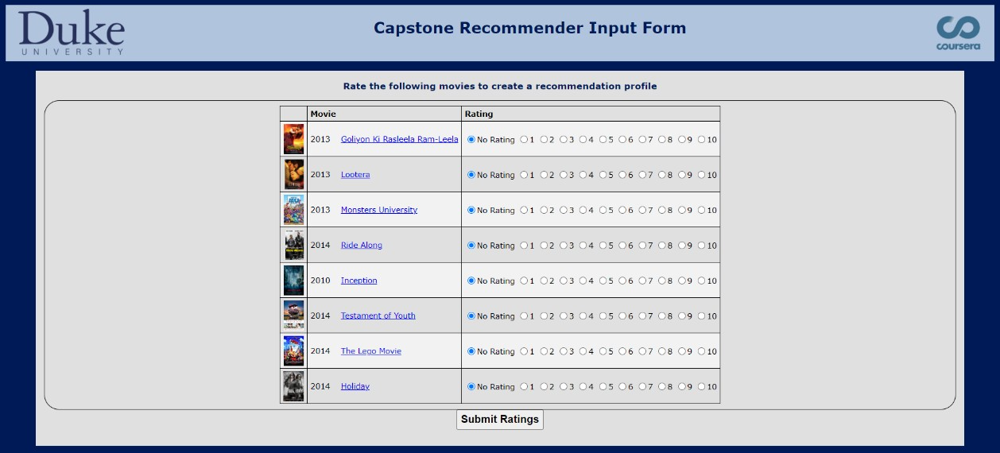 Duke
UNIVERSITY
Capstone Recommender Input Form
coursera
Rate the following movies to create a recommendation profile
Movie Rating
2013 Goliyon Ki Rasleela Ram-Leela No Rating 1 2 3 4 5 6 7 8 9 10
2013 Lootera No Rating 1 2 3 4 5 6 7 8 9 10
2013 Monsters University No Rating 1 2 3 4 5 6 7 8 9 10
2014 Ride Along No Rating 1 2 3 4 5 6 7 8 9 10
2010 Inception No Rating 1 2 3 4 5 6 7 8 9 10
2014 Testament of Youth No Rating 1 2 3 4 5 6 7 8 9 10
2014 The Lego Movie No Rating 1 2 3 4 5 6 7 8 9 10
2014 Holiday No Rating 1 2 3 4 5 6 7 8 9 10
Submit Ratings